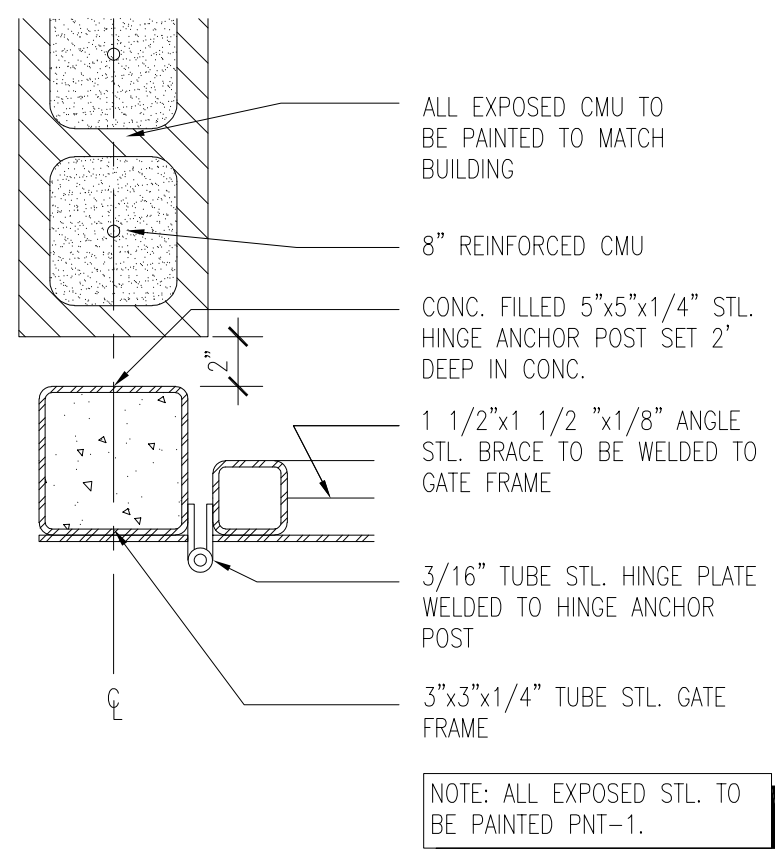 ALL EXPOSED CMU TO
BE PAINTED TO MATCH
BUILDING
8" REINFORCED CMU
CONC. FILLED 5"x5"x1/4" STL.
HINGE ANCHOR POST SET 2'
DEEP IN CONC.
2"
1 1/2"x1 1/2 "x1/8" ANGLE
STL. BRACE TO BE WELDED TO
GATE FRAME
3/16" TUBE STL. HINGE PLATE
WELDED TO HINGE ANCHOR
POST
3"x3"x1/4" TUBE STL. GATE
FRAME
℄
NOTE: ALL EXPOSED STL. TO
BE PAINTED PNT-1.